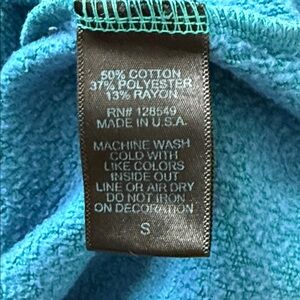 50% COTTON
37% POLYESTER
13% RAYON
RN# 128549
MADE IN U.S.A.
MACHINE WASH
COLD WITH
LIKE COLORS
INSIDE OUT
LINE OR AIR DRY
DO NOT IRON
ON DECORATION
S